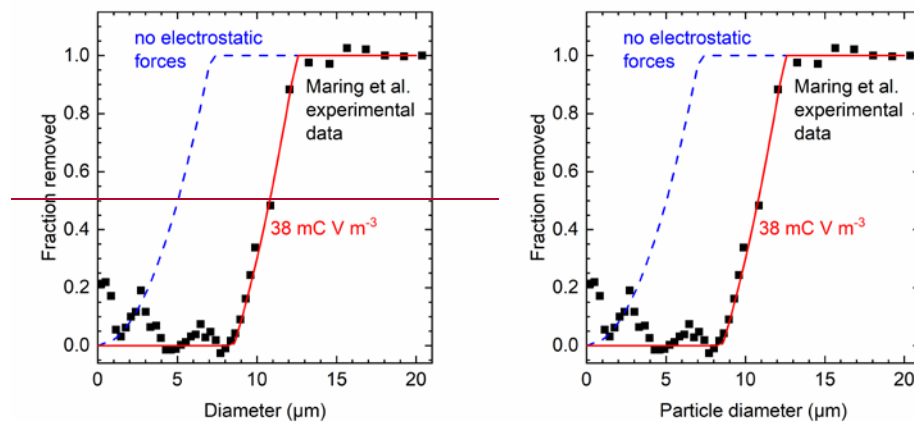 no electrostatic
forces
Maring et al.
experimental
data
38 mC V m-3
Fraction removed
1.0
0.8
0.6
0.4
0.2
0.0
0 5 10 15 20
Diameter (µm)
no electrostatic
forces
Maring et al.
experimental
data
38 mC V m-3
Fraction removed
1.0
0.8
0.6
0.4
0.2
0.0
0 5 10 15 20
Particle diameter (µm)